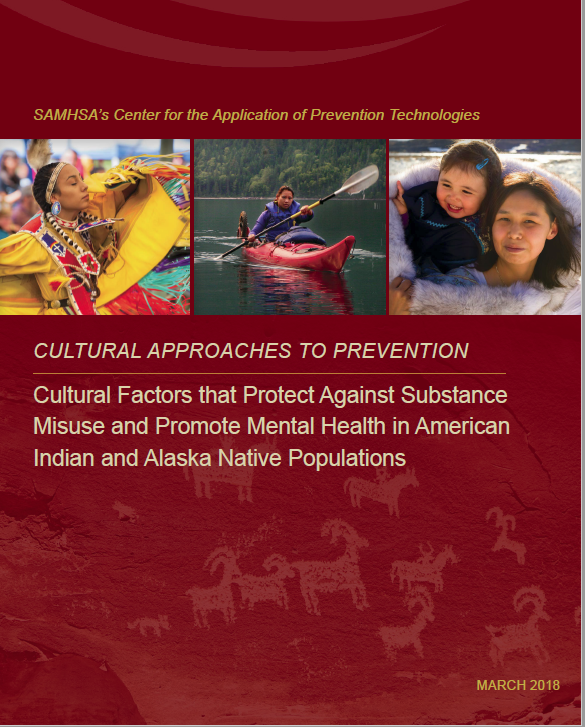 SAMHSA's Center for the Application of Prevention Technologies
CULTURAL APPROACHES TO PREVENTION
Cultural Factors that Protect Against Substance
Misuse and Promote Mental Health in American
Indian and Alaska Native Populations
MARCH 2018